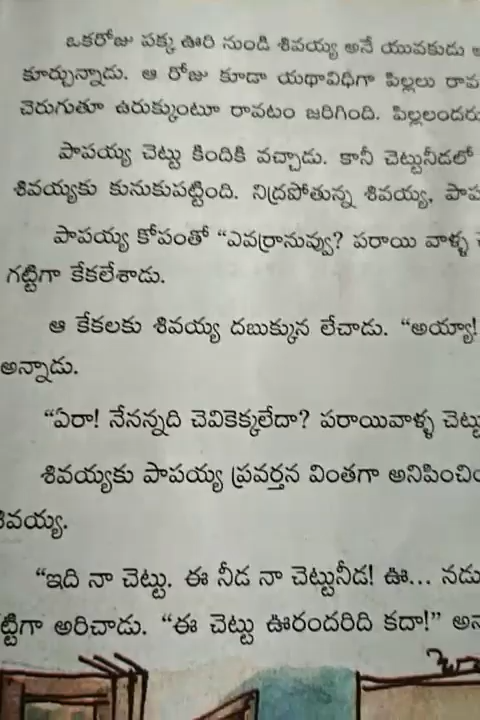 ఒకరోజు పక్క ఊరి నుండి శివయ్య అనే యువకుడు
కూర్చున్నాడు. ఆ రోజు కూడా యథావిధిగా పిల్లలు రావ
చెరుగుతూ ఉరుక్కుంటూ రావటం జరిగింది. పిల్లలందరు
పాపయ్య చెట్టు కిందికి వచ్చాడు. కానీ చెట్టునీడలో
శివయ్యకు కునుకుపట్టింది. నిద్రపోతున్న శివయ్య, పాప
పాపయ్య కోపంతో “ఎవర్రానువ్వు? పరాయి వాళ్ళ
గట్టిగా కేకలేశాడు.
ఆ కేకలకు శివయ్య దబుక్కున లేచాడు. “అయ్యా!
అన్నాడు.
“ఏరా! నేనన్నది చెవికెక్కలేదా? పరాయివాళ్ళ చెట్టు
శివయ్యకు పాపయ్య ప్రవర్తన వింతగా అనిపించిం
శివయ్య.
“ఇది నా చెట్టు. ఈ నీడ నా చెట్టునీడ! ఊ... నడు
ట్టిగా అరిచాడు. “ఈ చెట్టు ఊరందరిది కదా!” అన